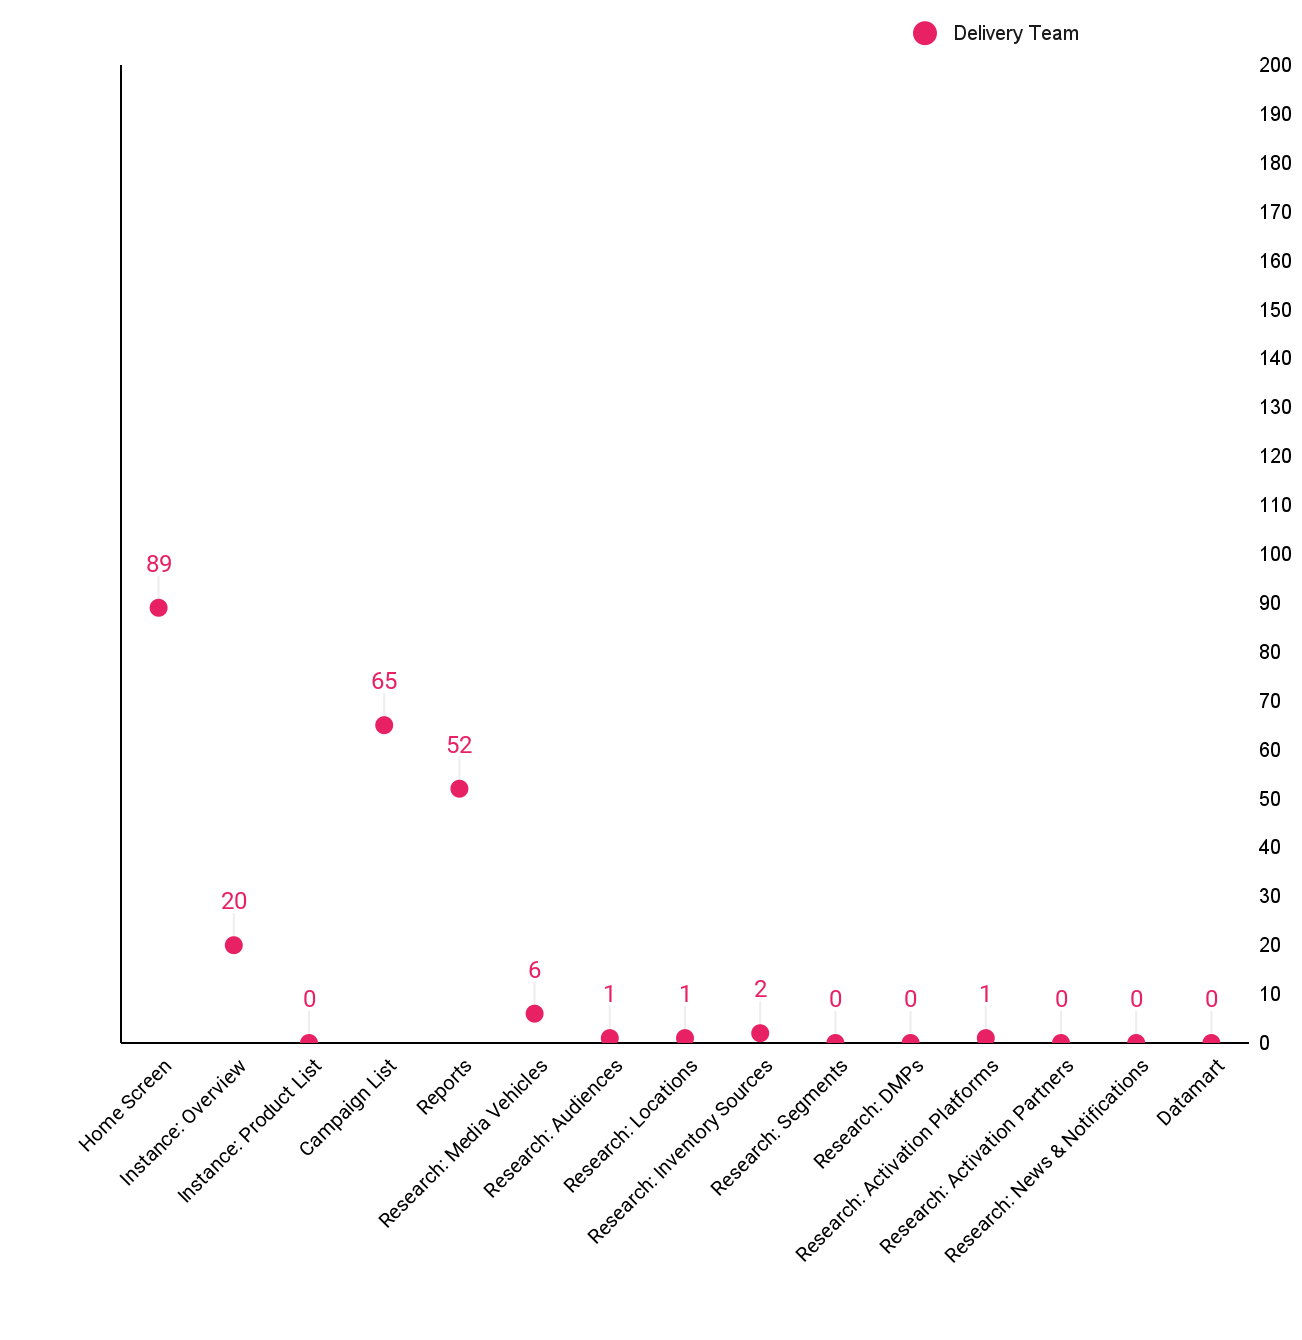 Delivery Team
200
190
180
170
160
150
140
130
120
110
100
90
80
70
60
50
40
30
20
10
0
89
20
0
65
52
6
1
1
2
0
0
1
0
0
0
Home Screen
Instance: Overview
Instance: Product List
Campaign List
Reports
Research: Media Vehicles
Research: Audiences
Research: Locations
Research: Inventory Sources
Research: Segments
Research: DMPs
Research: Activation Platforms
Research: Activation Partners
Research: News & Notifications
Datamart